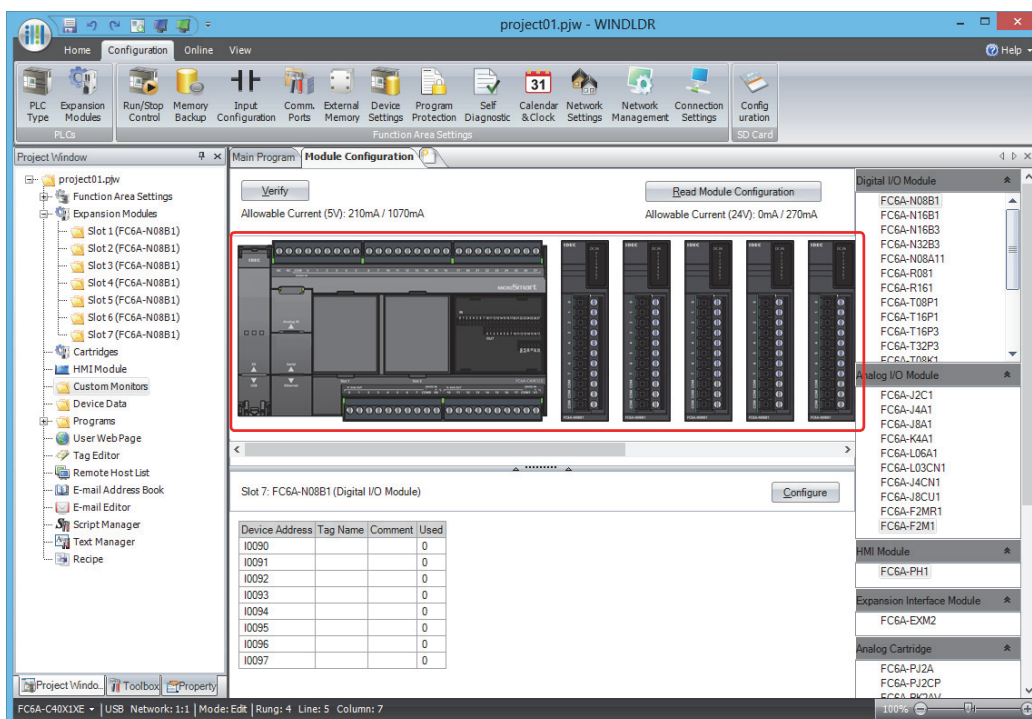 project01.pjw - WINDLDR
Home Configuration Online View Help
PLC Type
Expansion Modules
Run/Stop Control
Memory Backup
Input Configuration
Comm. Ports
External Memory
Device Settings
Program Protection
Self Diagnostic
31
Calendar & Clock
Network Settings
Network Management
Connection Settings
Config uration
PLCs
Function Area Settings
SD Card
Project Window
Main Program
Module Configuration
project01.pjw
Function Area Settings
Expansion Modules
Slot 1 (FC6A-N08B1)
Slot 2 (FC6A-N08B1)
Slot 3 (FC6A-N08B1)
Slot 4 (FC6A-N08B1)
Slot 5 (FC6A-N08B1)
Slot 6 (FC6A-N08B1)
Slot 7 (FC6A-N08B1)
Cartridges
HMI Module
Custom Monitors
Device Data
Programs
User Web Page
Tag Editor
Remote Host List
E-mail Address Book
E-mail Editor
Script Manager
Text Manager
Recipe
Project Windo...
Toolbox
Property
Verify
Read Module Configuration
Allowable Current (5V): 210mA / 1070mA
Allowable Current (24V): 0mA / 270mA
IDEC
MICROSmart
Slot 7: FC6A-N08B1 (Digital I/O Module)
Configure
Device Address Tag Name Comment Used
I0090 0
I0091 0
I0092 0
I0093 0
I0094 0
I0095 0
I0096 0
I0097 0
Digital I/O Module
FC6A-N08B1
FC6A-N16B1
FC6A-N16B3
FC6A-N32B3
FC6A-N08A11
FC6A-R081
FC6A-R161
FC6A-T08P1
FC6A-T16P1
FC6A-T16P3
FC6A-T32P3
FC6A-T08K1
Analog I/O Module
FC6A-J2C1
FC6A-J4A1
FC6A-J8A1
FC6A-K4A1
FC6A-L06A1
FC6A-L03CN1
FC6A-J4CN1
FC6A-J8CU1
FC6A-F2MR1
FC6A-F2M1
HMI Module
FC6A-PH1
Expansion Interface Module
FC6A-EXM2
Analog Cartridge
FC6A-PJ2A
FC6A-PJ2CP
FC6A-PK2AV
FC6A-C40X1XE USB Network: 1:1 Mode: Edit Rung: 4 Line: 5 Column: 7
100%